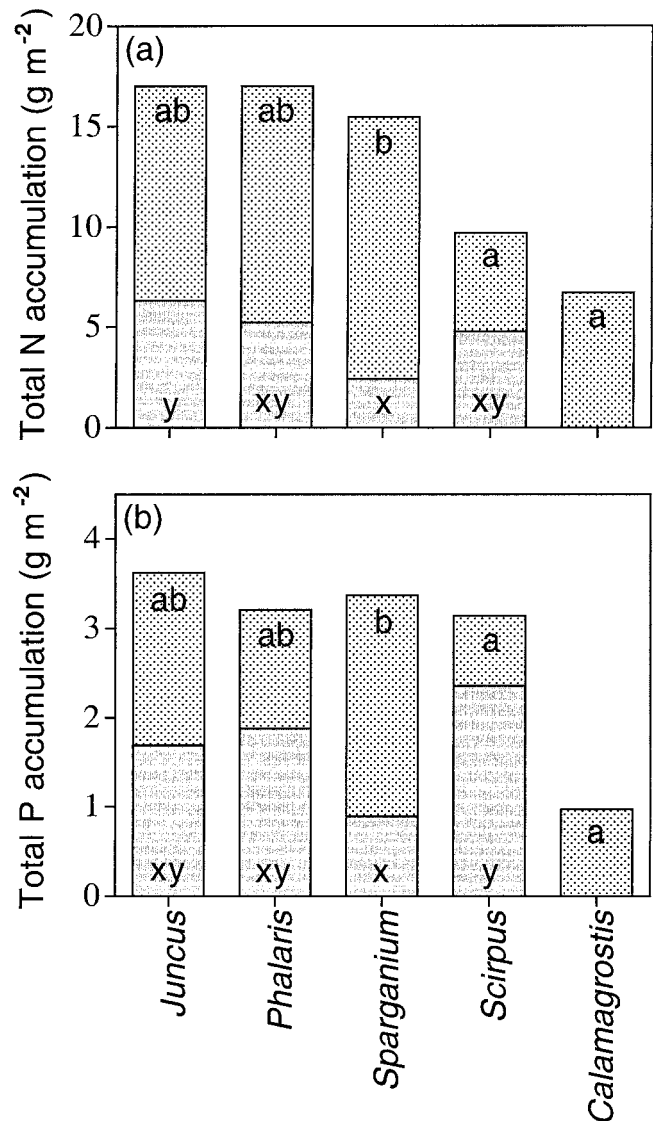 Total N accumulation (g m-2)
(a)
20
15
10
5
0
ab
ab
b
a
a
y
xy
x
xy
Total P accumulation (g m-2)
(b)
4
3
2
1
0
ab
ab
b
a
a
xy
xy
x
y
Juncus
Phalaris
Sparganium
Scirpus
Calamagrostis